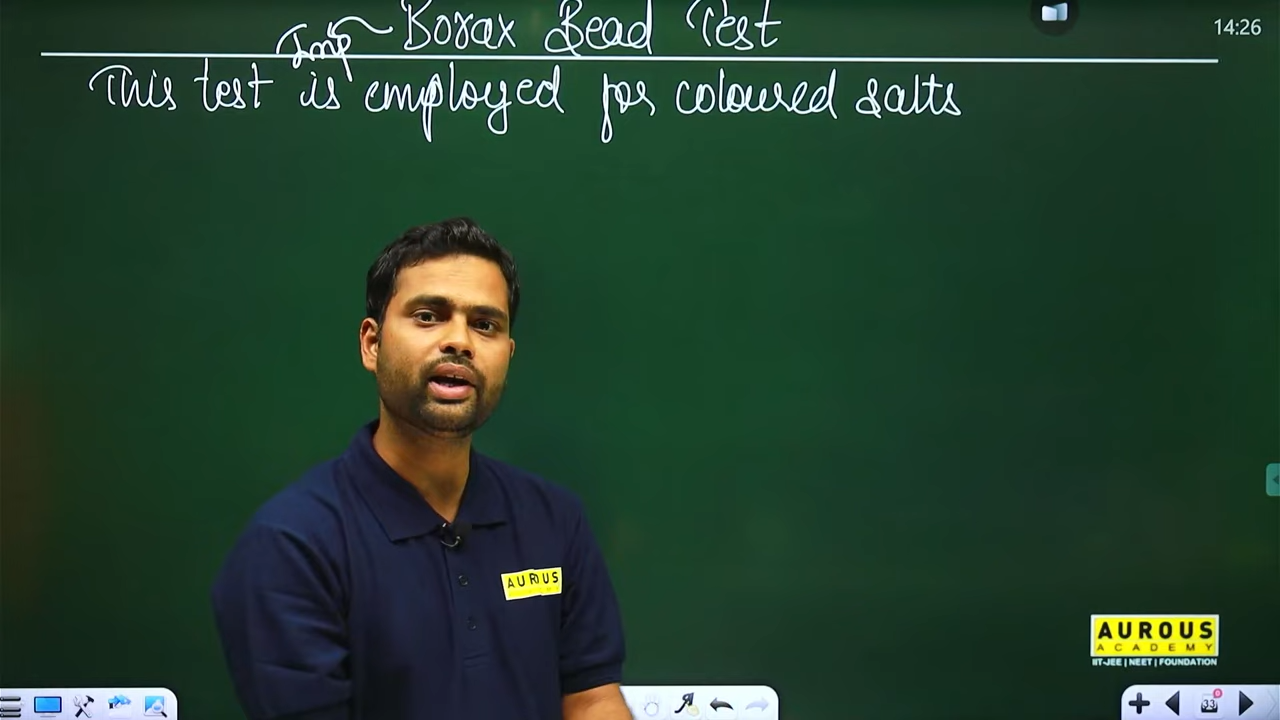 Imp ~ Borax Bead Test
14:26
This test is employed for coloured salts
AUROUS
AUROUS
ACADEMY
IIT-JEE | NEET | FOUNDATION
33